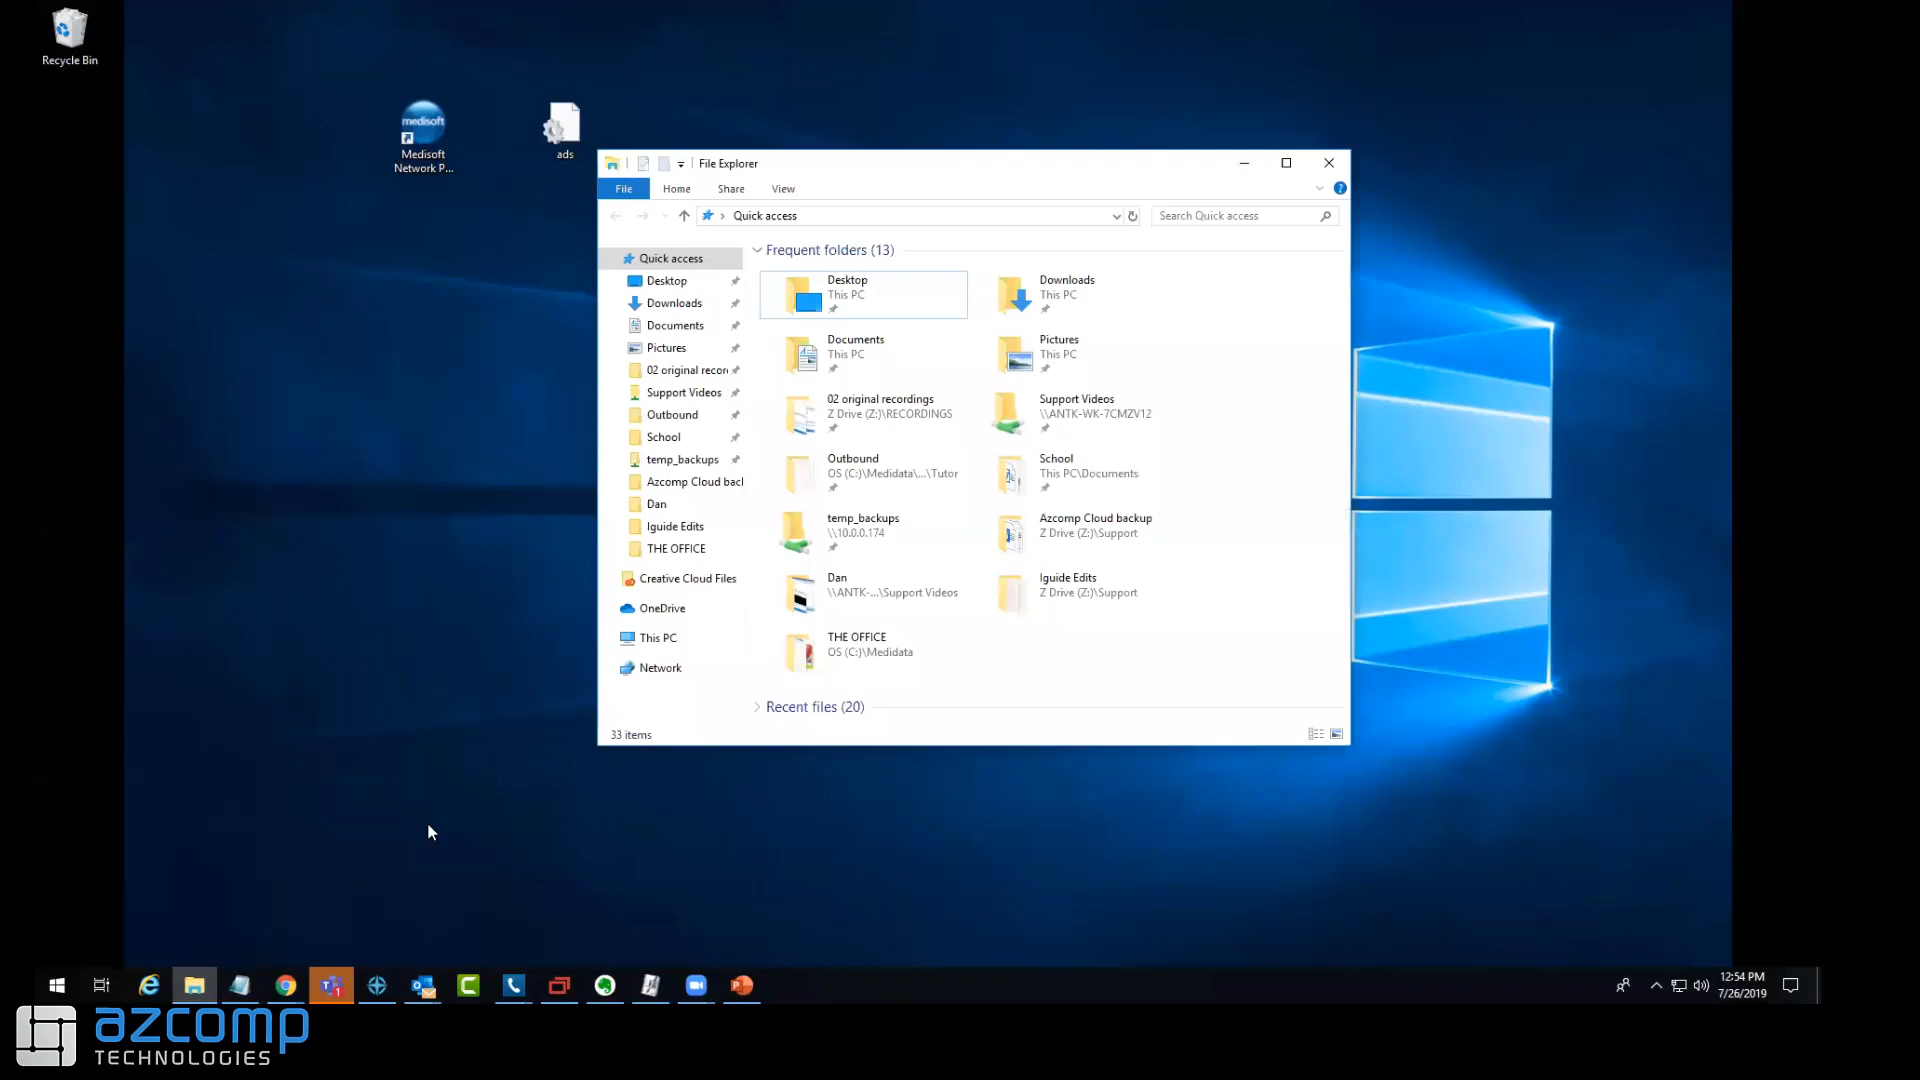 Recycle Bin
medisoft
Medisoft
Network P...
ads
File Explorer
File
Home
Share
View
Quick access
Search Quick access
Quick access
Desktop
Downloads
Documents
Pictures
02 original recor
Support Videos
Outbound
School
temp_backups
Azcomp Cloud bacl
Dan
Iguide Edits
THE OFFICE
Creative Cloud Files
OneDrive
This PC
Network
Frequent folders (13)
Desktop
This PC
Downloads
This PC
Documents
This PC
Pictures
This PC
02 original recordings
Z Drive (Z:)\RECORDINGS
Support Videos
\\ANTK-WK-7CMZV12
Outbound
OS (C:)\Medidata\...\Tutor
School
This PC\Documents
temp_backups
\\10.0.0.174
Azcomp Cloud backup
Z Drive (Z:)\Support
Dan
\\ANTK-...\Support Videos
Iguide Edits
Z Drive (Z:)\Support
THE OFFICE
OS (C:)\Medidata
Recent files (20)
33 items
12:54 PM
7/26/2019
azcomp
TECHNOLOGIES